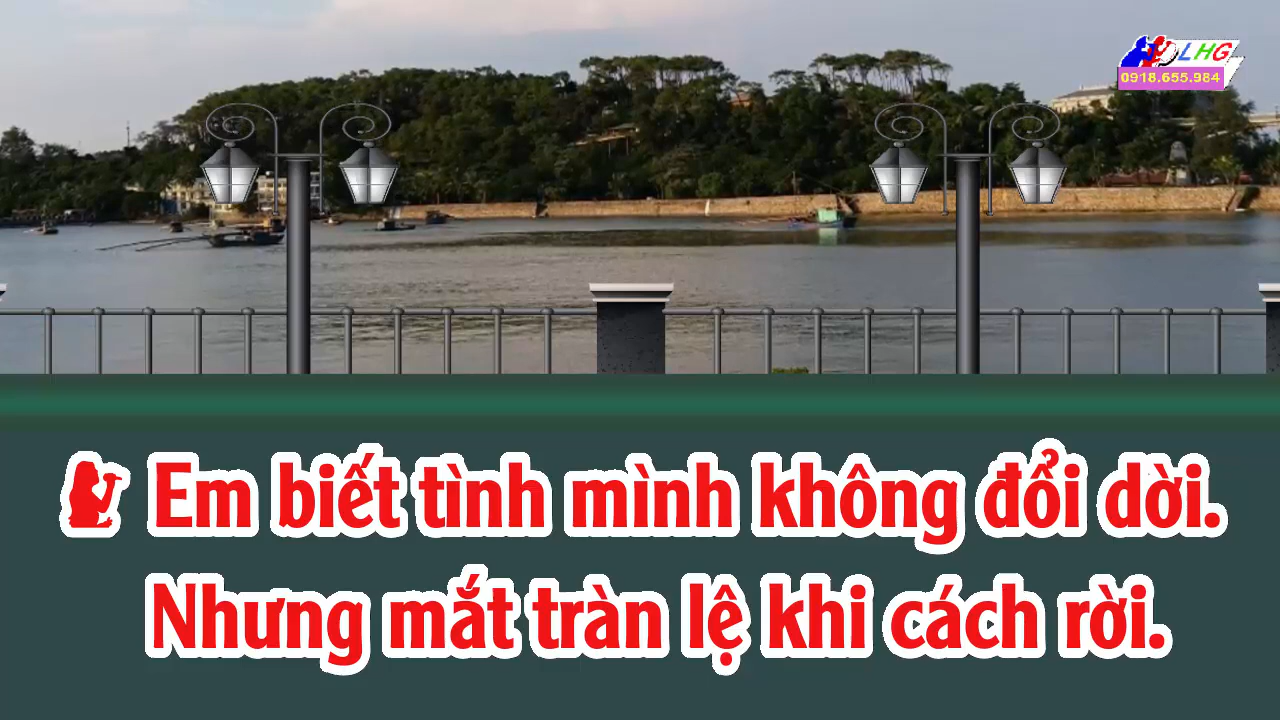 LHG
0918.655.984
Em biết tình mình không đổi dời.
Nhưng mắt tràn lệ khi cách rời.